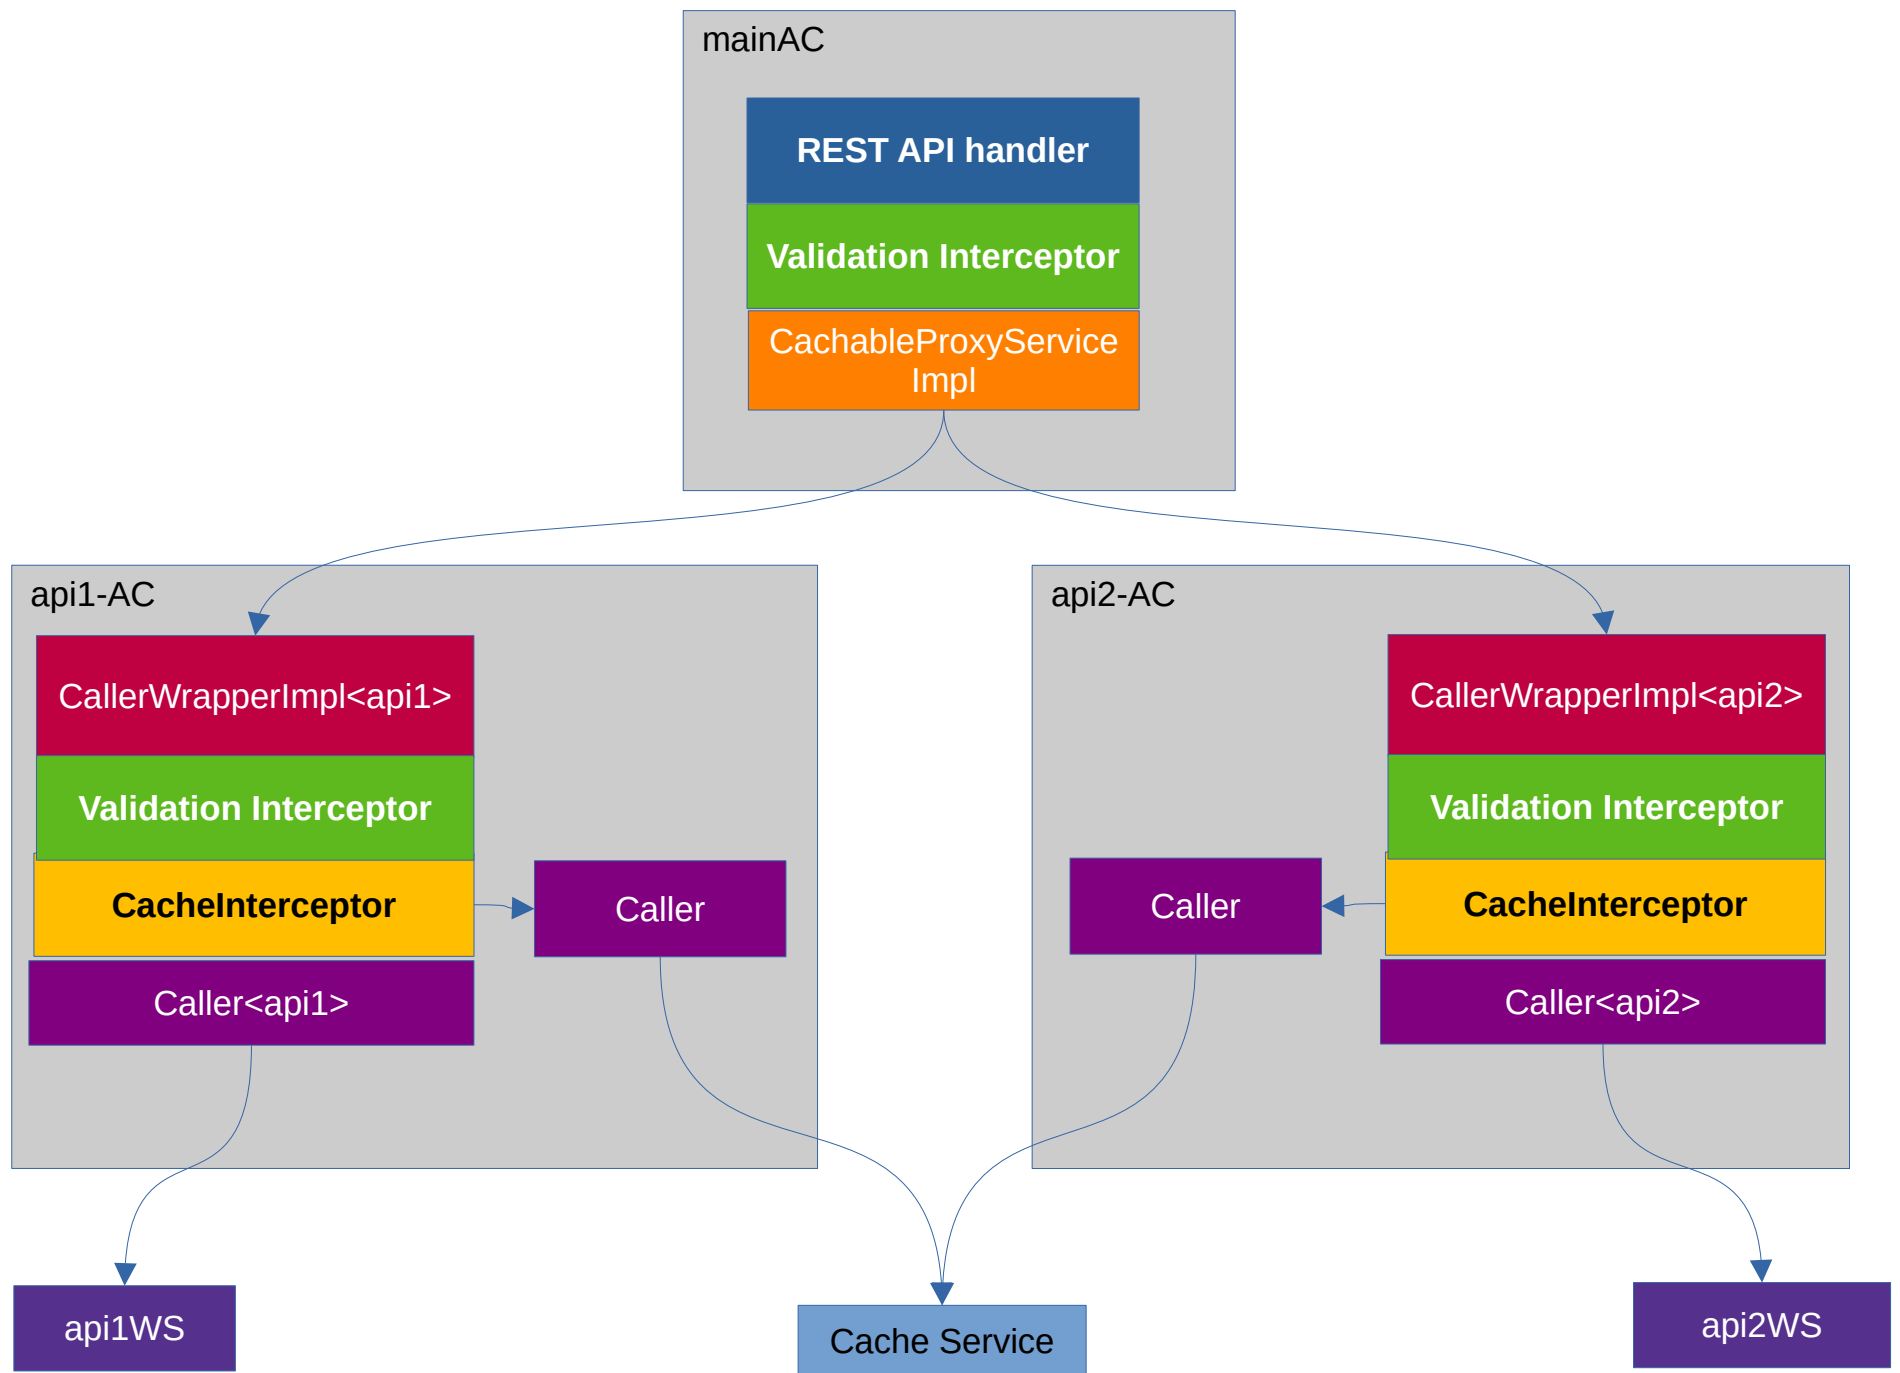 mainAC
REST API handler
Validation Interceptor
CachableProxyService
Impl
api1-AC
CallerWrapperImpl<api1>
Validation Interceptor
CacheInterceptor
Caller
Caller<api1>
api2-AC
CallerWrapperImpl<api2>
Validation Interceptor
Caller
CacheInterceptor
Caller<api2>
api1WS
Cache Service
api2WS